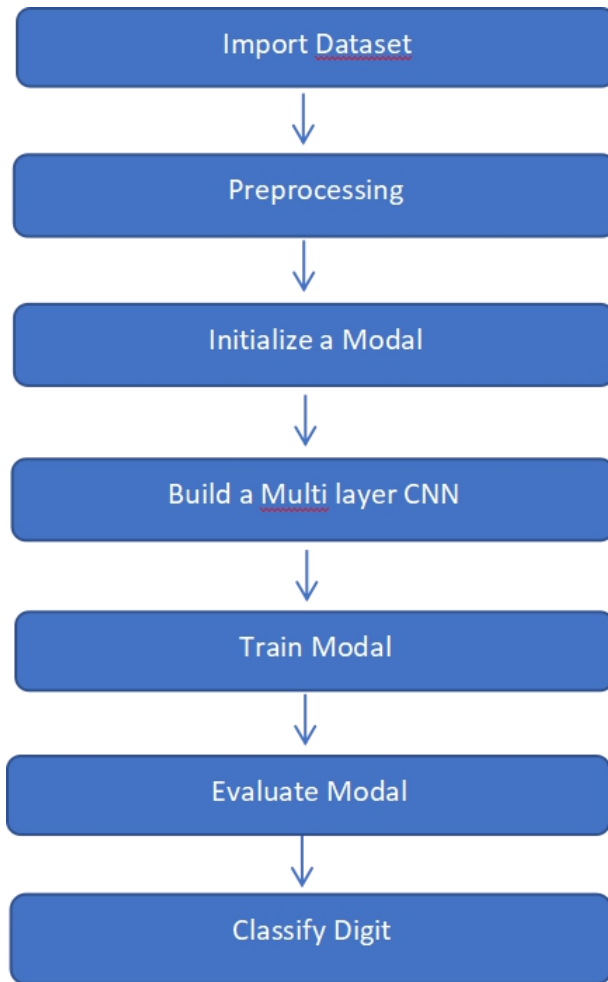 Import Dataset
Preprocessing
Initialize a Modal
Build a Multi layer CNN
Train Modal
Evaluate Modal
Classify Digit